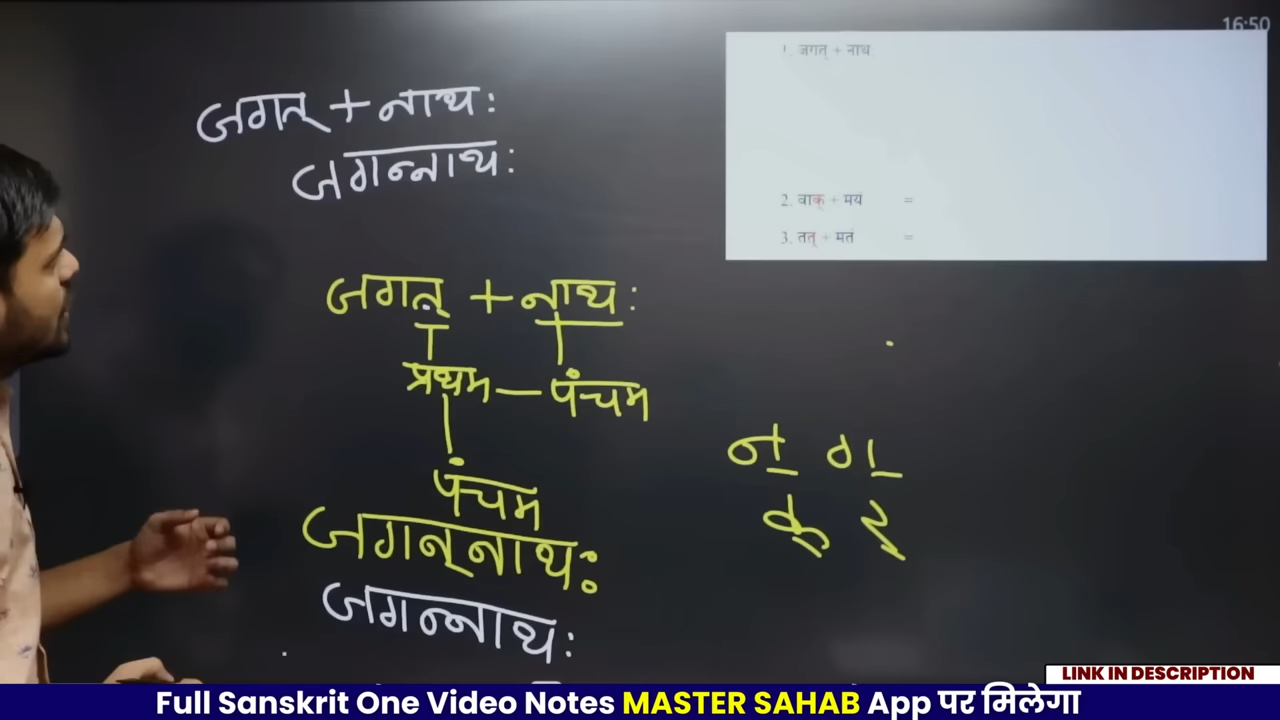 16:50
1. जगत् + नाथ:
जगत् + नाथ:
जगन्नाथ:
2. वाक् + मयं =
3. तत् + मतं =
जगत् + नाथ:
प्रथम — पंचम
पंचम
न ग
क् र्
जगन्‌नाथ:
जगन्नाथ:
LINK IN DESCRIPTION
Full Sanskrit One Video Notes MASTER SAHAB App पर मिलेगा